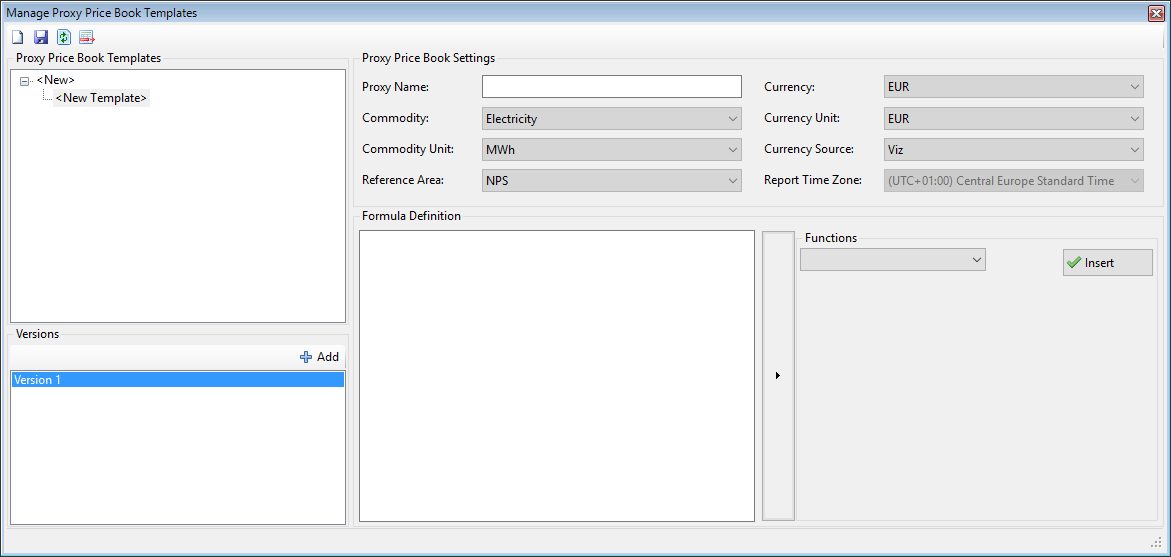 Manage Proxy Price Book Templates
Proxy Price Book Templates
<New>
<New Template>
Versions
Add
Version 1
Proxy Price Book Settings
Proxy Name:
Commodity: Electricity
Commodity Unit: MWh
Reference Area: NPS
Currency: EUR
Currency Unit: EUR
Currency Source: Viz
Report Time Zone: (UTC+01:00) Central Europe Standard Time
Formula Definition
Functions
Insert